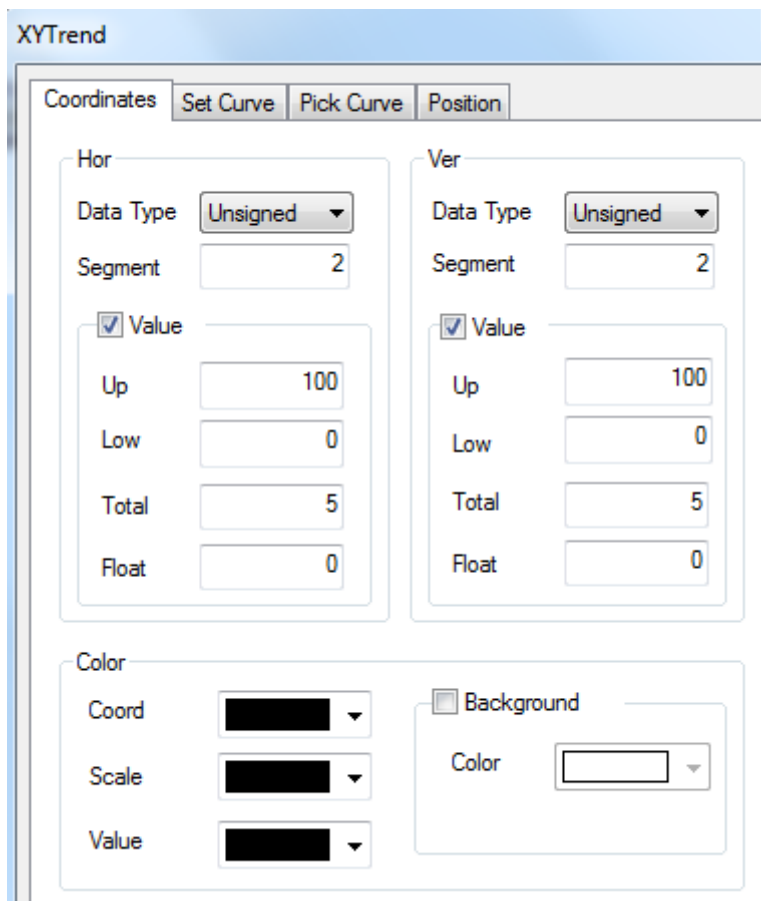 XYTrend
Coordinates Set Curve Pick Curve Position
Hor
Data Type Unsigned
Segment 2
Value
Up 100
Low 0
Total 5
Float 0
Ver
Data Type Unsigned
Segment 2
Value
Up 100
Low 0
Total 5
Float 0
Color
Coord
Scale
Value
Background
Color